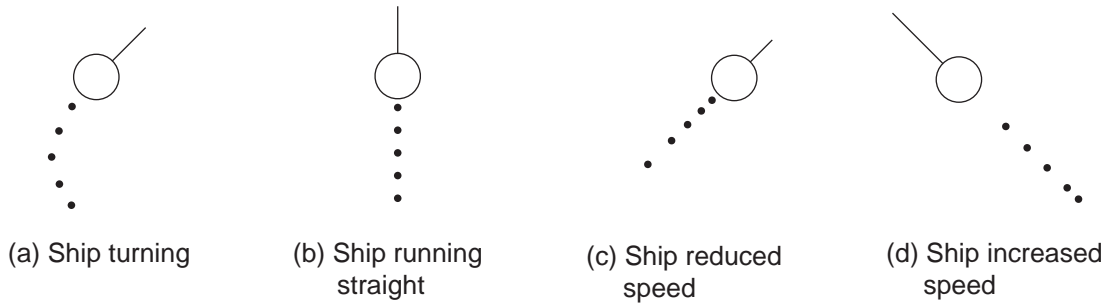 (a) Ship turning
(b) Ship running
straight
(c) Ship reduced
speed
(d) Ship increased
speed